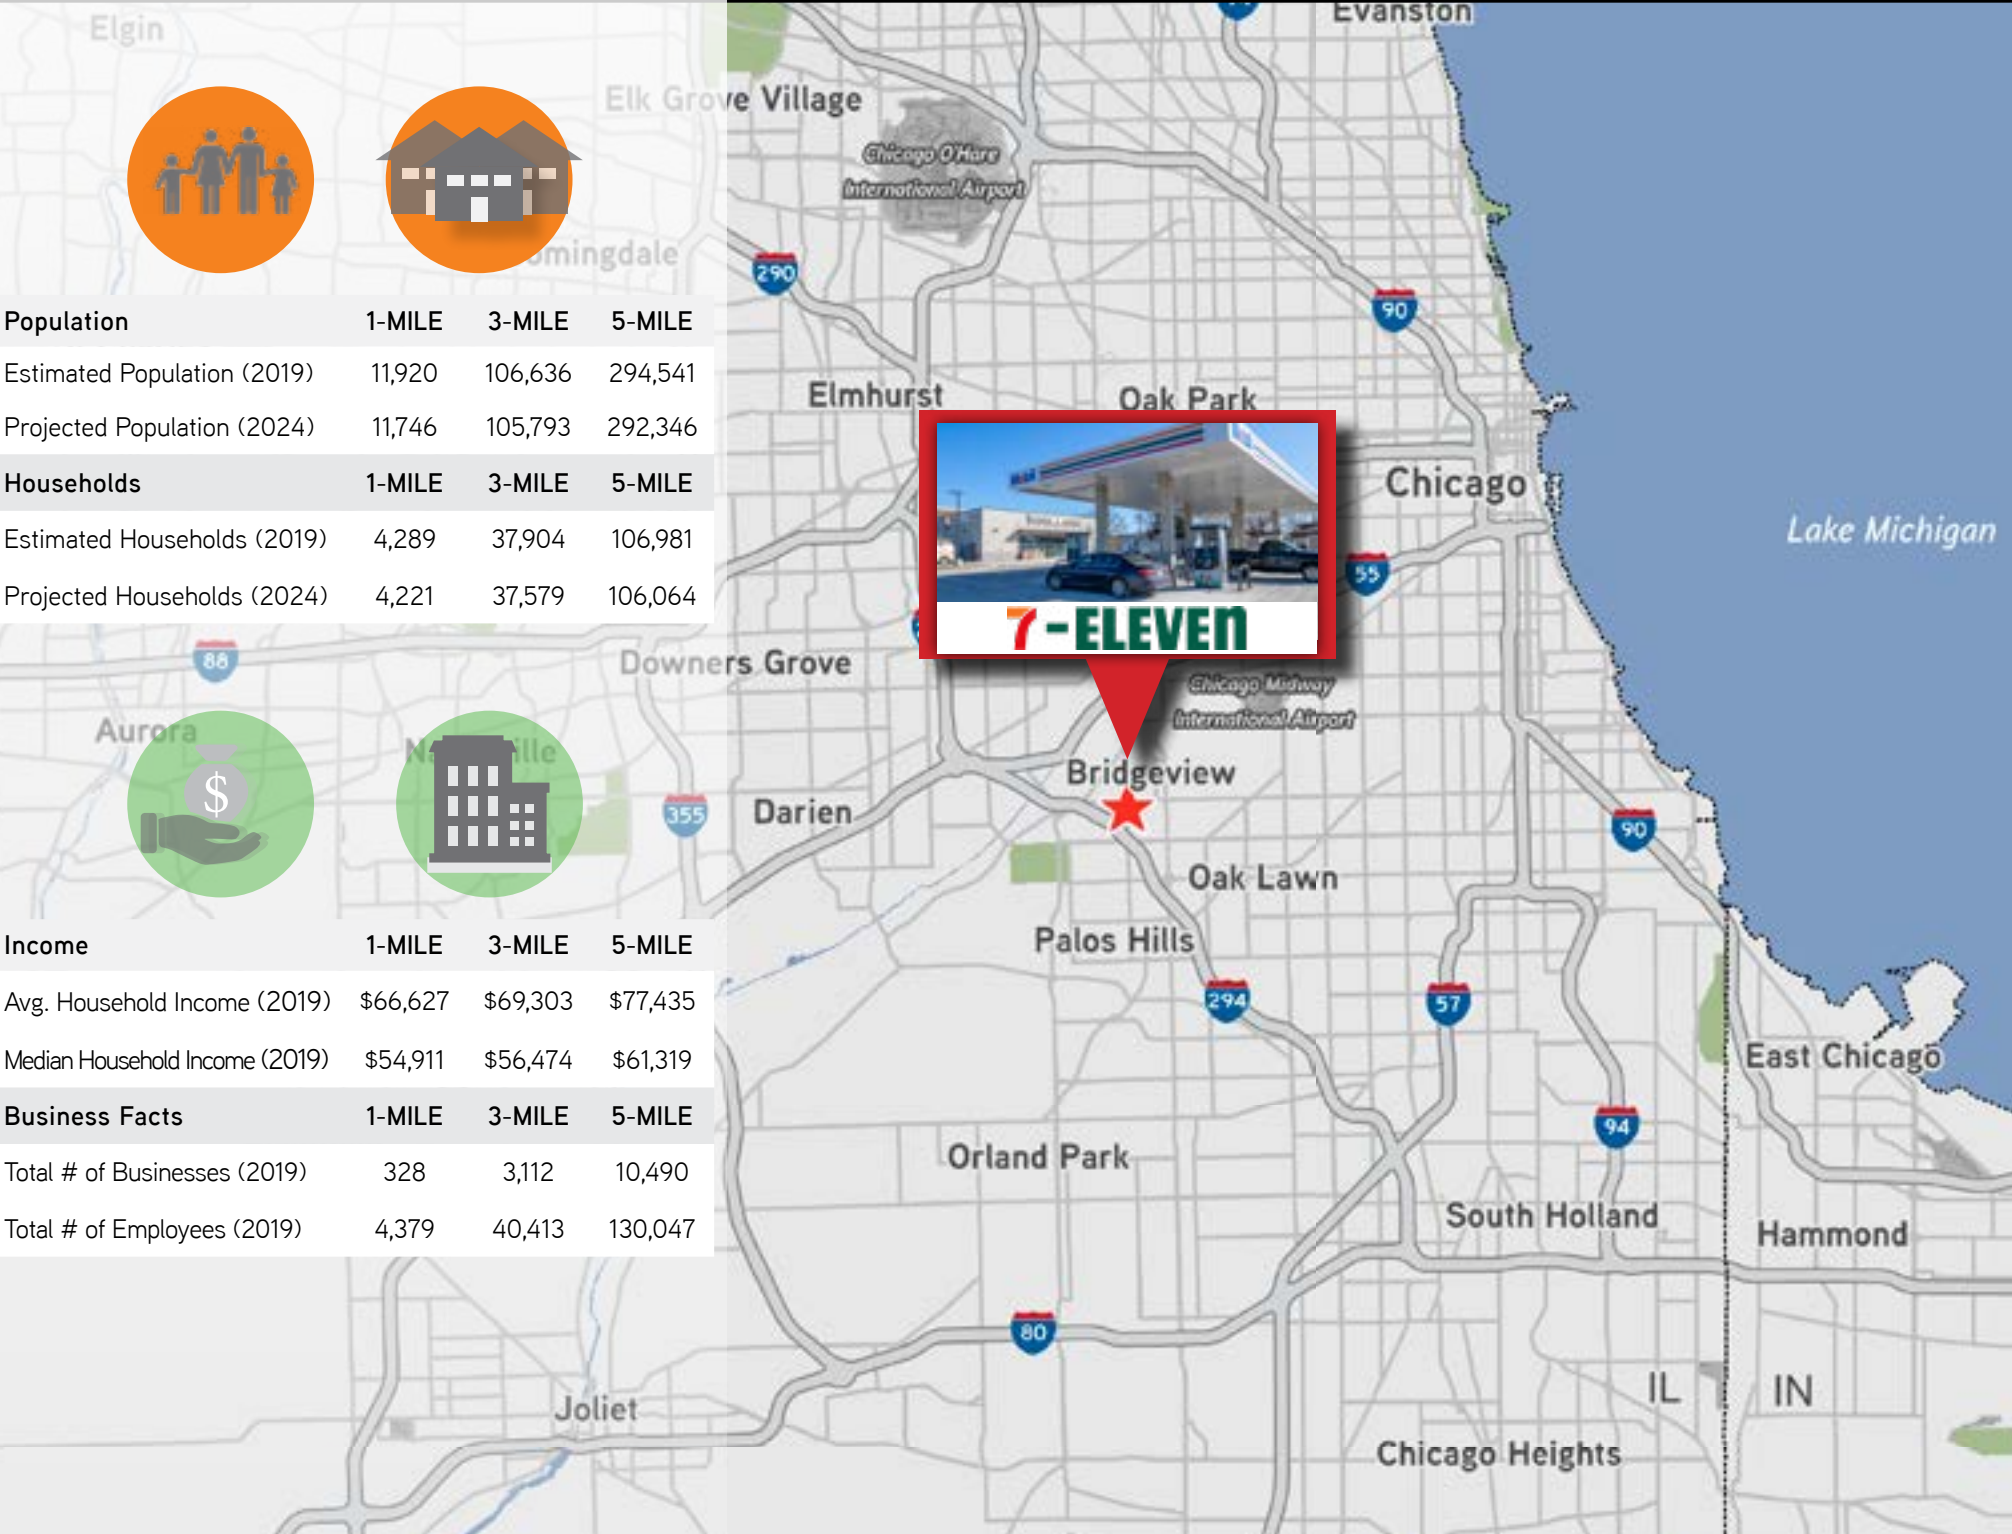 Elgin
Population 1-MILE 3-MILE 5-MILE
Estimated Population (2019) 11,920 106,636 294,541
Projected Population (2024) 11,746 105,793 292,346
Households 1-MILE 3-MILE 5-MILE
Estimated Households (2019) 4,289 37,904 106,981
Projected Households (2024) 4,221 37,579 106,064
88
Aurora
$
355
Income 1-MILE 3-MILE 5-MILE
Avg. Household Income (2019) $66,627 $69,303 $77,435
Median Household Income (2019) $54,911 $56,474 $61,319
Business Facts 1-MILE 3-MILE 5-MILE
Total # of Businesses (2019) 328 3,112 10,490
Total # of Employees (2019) 4,379 40,413 130,047
Joliet
Evanston
Elk Grove Village
Chicago O'Hare
International Airport
omingdale
290
90
Elmhurst
Oak Park
Mobil
Chicago
Lake Michigan
55
7-ELEVEn
Downers Grove
Chicago Midway
International Airport
Bridgeview
Darien
90
Oak Lawn
Palos Hills
294
57
East Chicago
94
Orland Park
South Holland
Hammond
80
IL
IN
Chicago Heights